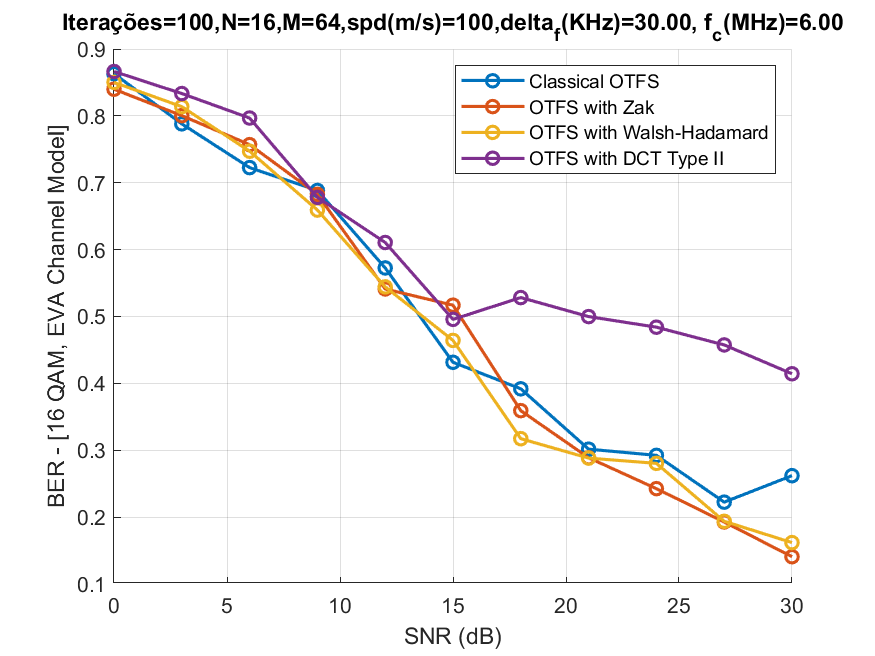 Iterações=100,N=16,M=64,spd(m/s)=100,delta_f(KHz)=30.00, f_c(MHz)=6.00
0.9
0.8
0.7
0.6
0.5
0.4
0.3
0.2
0.1
BER - [16 QAM, EVA Channel Model]
Classical OTFS
OTFS with Zak
OTFS with Walsh-Hadamard
OTFS with DCT Type II
0 5 10 15 20 25 30
SNR (dB)